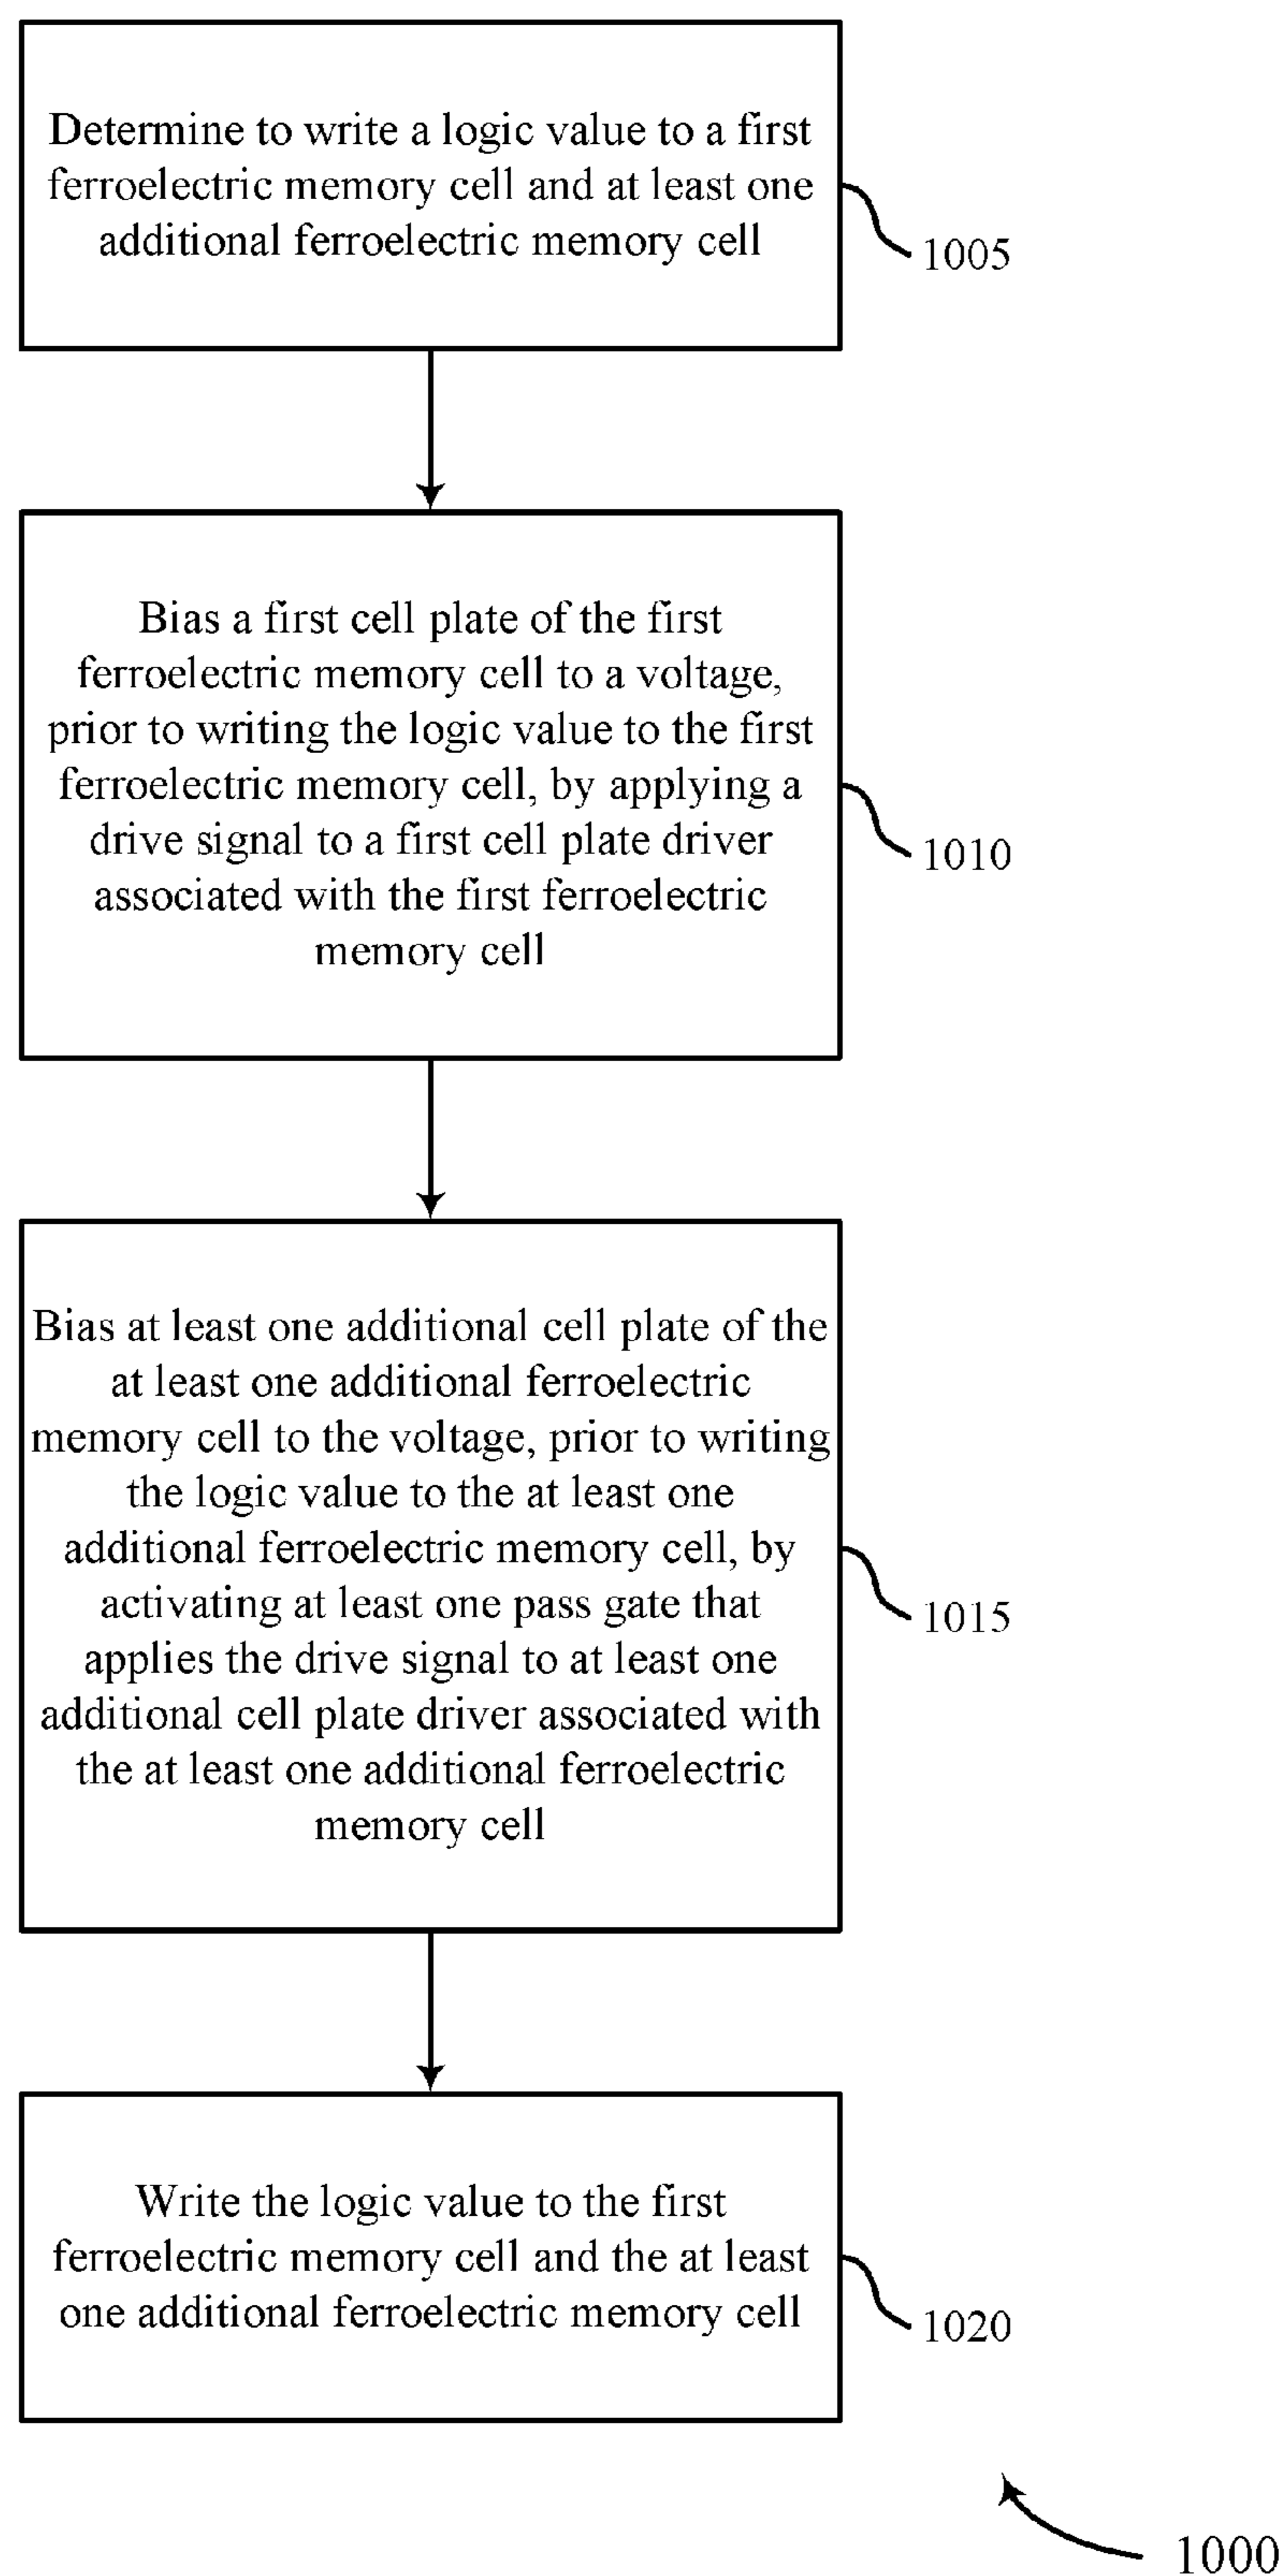 Determine to write a logic value to a first
ferroelectric memory cell and at least one
additional ferroelectric memory cell
1005
Bias a first cell plate of the first
ferroelectric memory cell to a voltage,
prior to writing the logic value to the first
ferroelectric memory cell, by applying a
drive signal to a first cell plate driver
associated with the first ferroelectric
memory cell
1010
Bias at least one additional cell plate of the
at least one additional ferroelectric
memory cell to the voltage, prior to writing
the logic value to the at least one
additional ferroelectric memory cell, by
activating at least one pass gate that
applies the drive signal to at least one
additional cell plate driver associated with
the at least one additional ferroelectric
memory cell
1015
Write the logic value to the first
ferroelectric memory cell and the at least
one additional ferroelectric memory cell
1020
1000